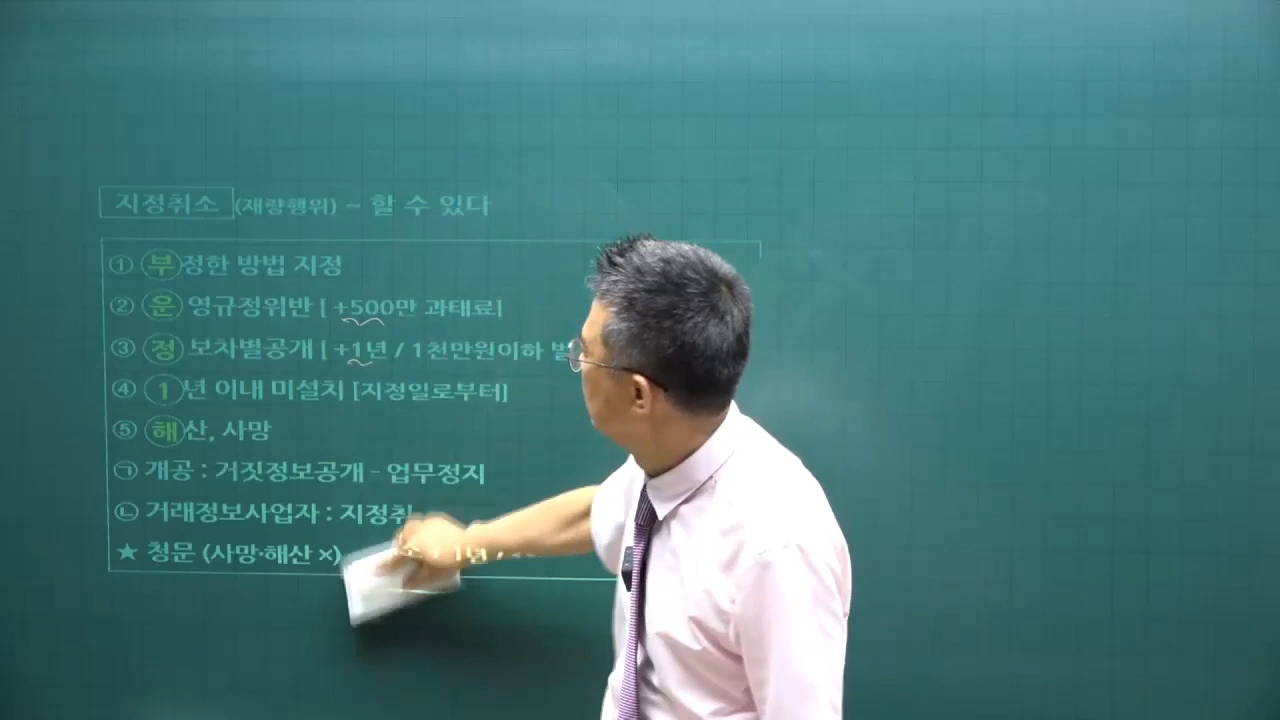 지정취소 (재량행위) ~ 할 수 있다
① 부정한 방법 지정
② 운영규정위반 [ +500만 과태료]
③ 정보차별공개 [ +1년 / 1천만원이하
④ 1년 이내 미설치 [지정일로부터]
⑤ 해산, 사망
㉠ 개공 : 거짓정보공개 - 업무정지
㉡ 거래정보사업자 : 지정취
★ 청문 (사망·해산 ×)